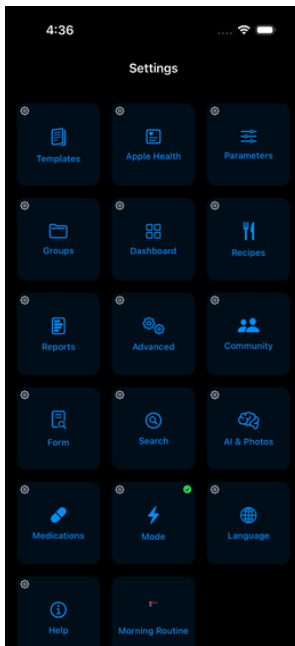 4:36
Settings
Templates
Apple Health
Parameters
Groups
Dashboard
Recipes
Reports
Advanced
Community
Form
Search
AI & Photos
Medications
Mode
Language
Help
Morning Routine